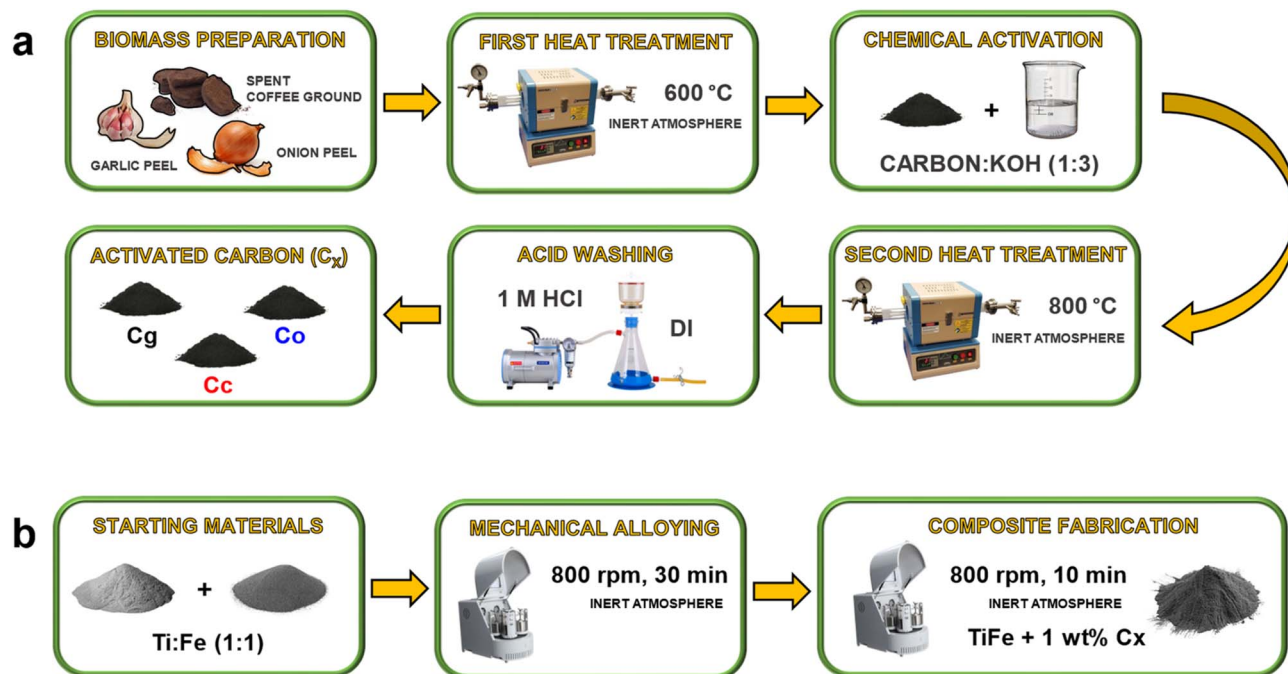 a
BIOMASS PREPARATION
SPENT
COFFEE GROUND
GARLIC PEEL
ONION PEEL
FIRST HEAT TREATMENT
600 °C
INERT ATMOSPHERE
CHEMICAL ACTIVATION
+
CARBON:KOH (1:3)
SECOND HEAT TREATMENT
800 °C
INERT ATMOSPHERE
ACID WASHING
1 M HCl
DI
ACTIVATED CARBON (Cx)
Cg
Co
Cc
b
STARTING MATERIALS
+
Ti:Fe (1:1)
MECHANICAL ALLOYING
800 rpm, 30 min
INERT ATMOSPHERE
COMPOSITE FABRICATION
800 rpm, 10 min
INERT ATMOSPHERE
TiFe + 1 wt% Cx